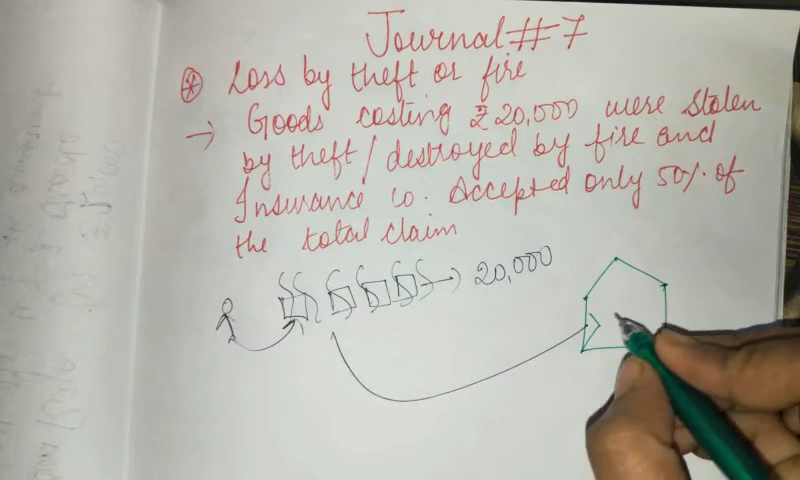 Journal #7
* Loss by theft or fire
→ Goods costing ₹20,000 were stolen
by theft / destroyed by fire and
Insurance co. Accepted only 50% of
the total claim
→ 20,000